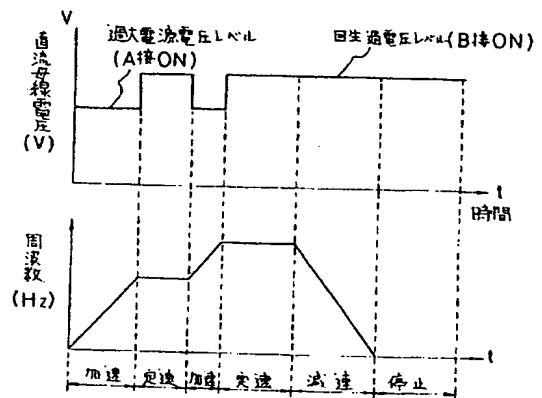 V
過大電源電圧レベル
(A接ON)
回生過電圧レベル(B接ON)
直流母線電圧
(V)
t
時間
周波数
(Hz)
t
加速
定速
加速
定速
減速
停止